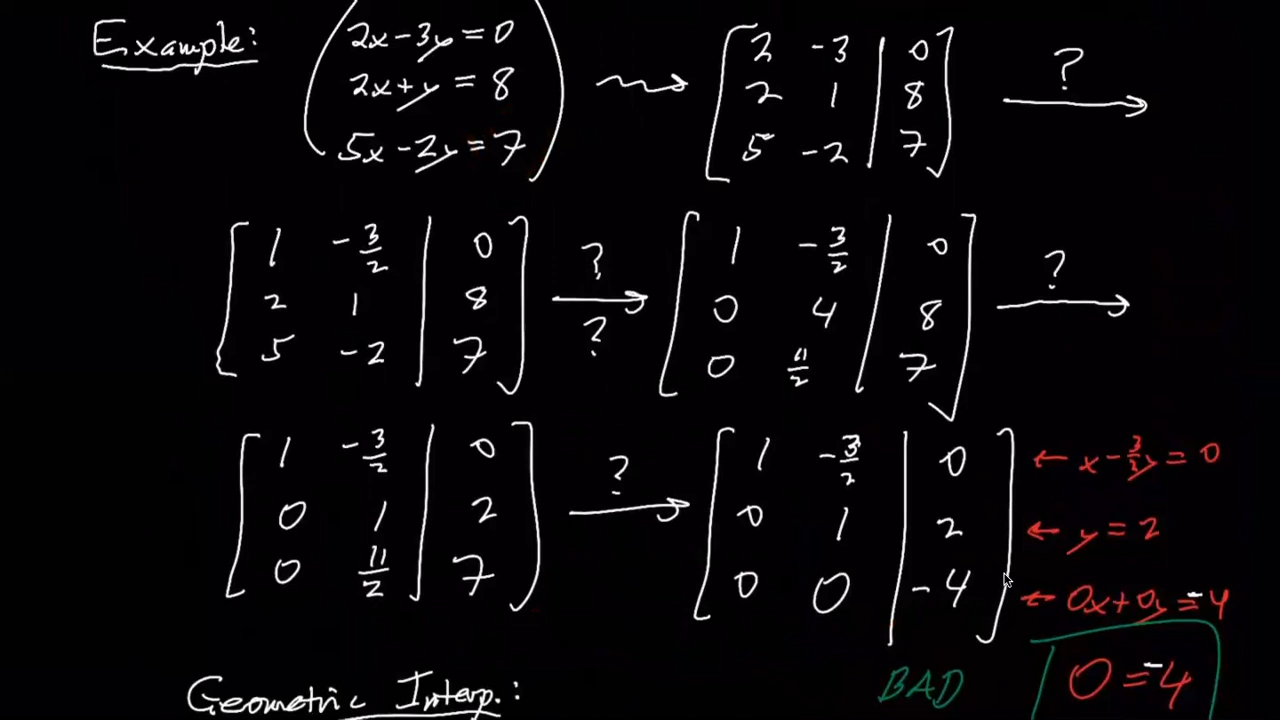 Example: 2x-3y=0 [2 -3 | 0] ?
2x+y=8 [2 1 | 8]
5x-2y=7 [5 -2 | 7]
[1 -3/2 | 0] ? [1 -3/2 | 0] ?
[2 1 | 8] → [0 4 | 8] →
[5 -2 | 7] ? [0 11/2 | 7]
[1 -3/2 | 0] ? [1 -3/2 | 0] ← x-3/2y=0
[0 1 | 2] → [0 1 | 2] ← y=2
[0 11/2 | 7] [0 0 | -4] ← 0x+0y=-4
Geometric Interp.: BAD 0=-4